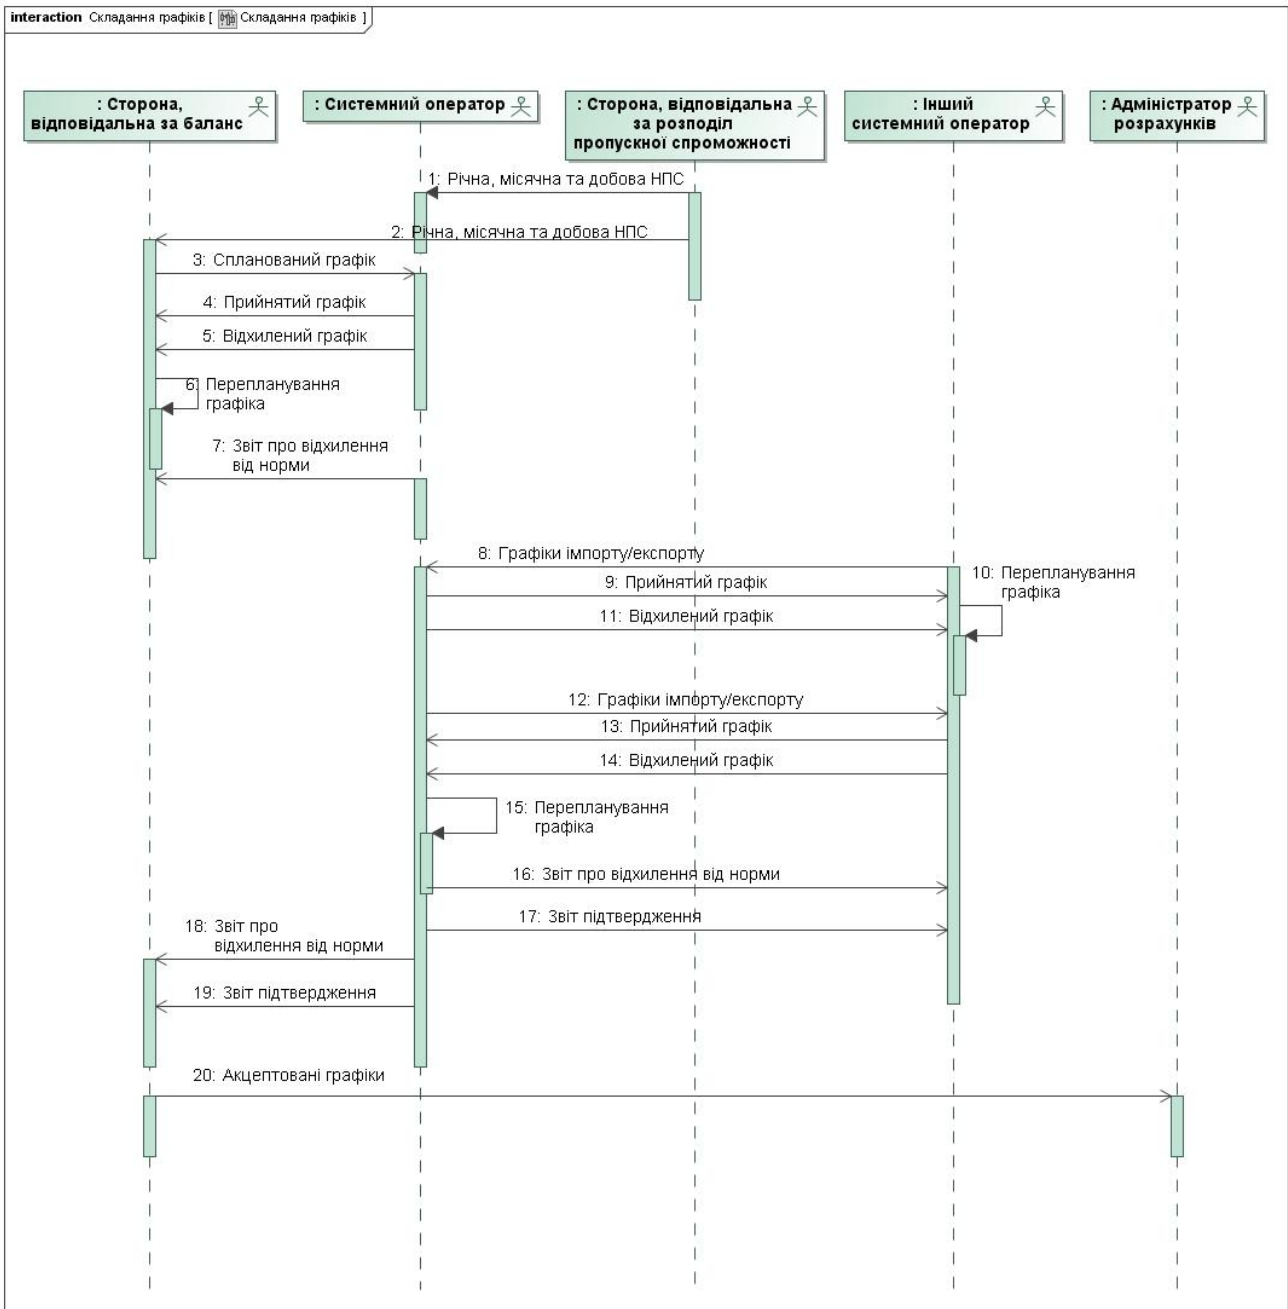 interaction Складання графіків [ Складання графіків ]
: Сторона,
відповідальна за баланс
: Системний оператор
: Сторона, відповідальна
за розподіл
пропускної спроможності
: Інший
системний оператор
: Адміністратор
розрахунків
1: Річна, місячна та добова НПС
2: Річна, місячна та добова НПС
3: Спланований графік
4: Прийнятий графік
5: Відхилений графік
6: Перепланування
графіка
7: Звіт про відхилення
від норми
8: Графіки імпорту/експорту
9: Прийнятий графік
10: Перепланування
графіка
11: Відхилений графік
12: Графіки імпорту/експорту
13: Прийнятий графік
14: Відхилений графік
15: Перепланування
графіка
16: Звіт про відхилення від норми
17: Звіт підтвердження
18: Звіт про
відхилення від норми
19: Звіт підтвердження
20: Акцептовані графіки